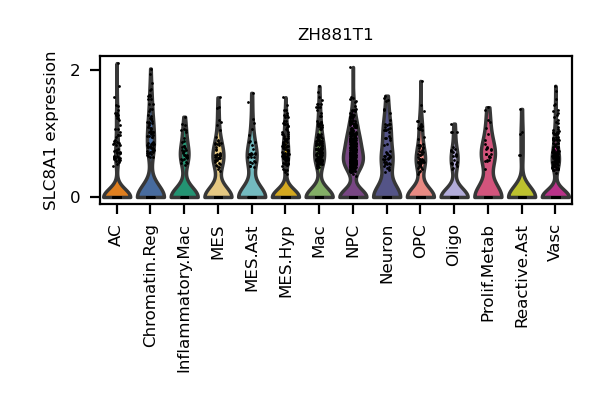 ZH881T1
SLC8A1 expression
2
0
AC
Chromatin.Reg
Inflammatory.Mac
MES
MES.Ast
MES.Hyp
Mac
NPC
Neuron
OPC
Oligo
Prolif.Metab
Reactive.Ast
Vasc